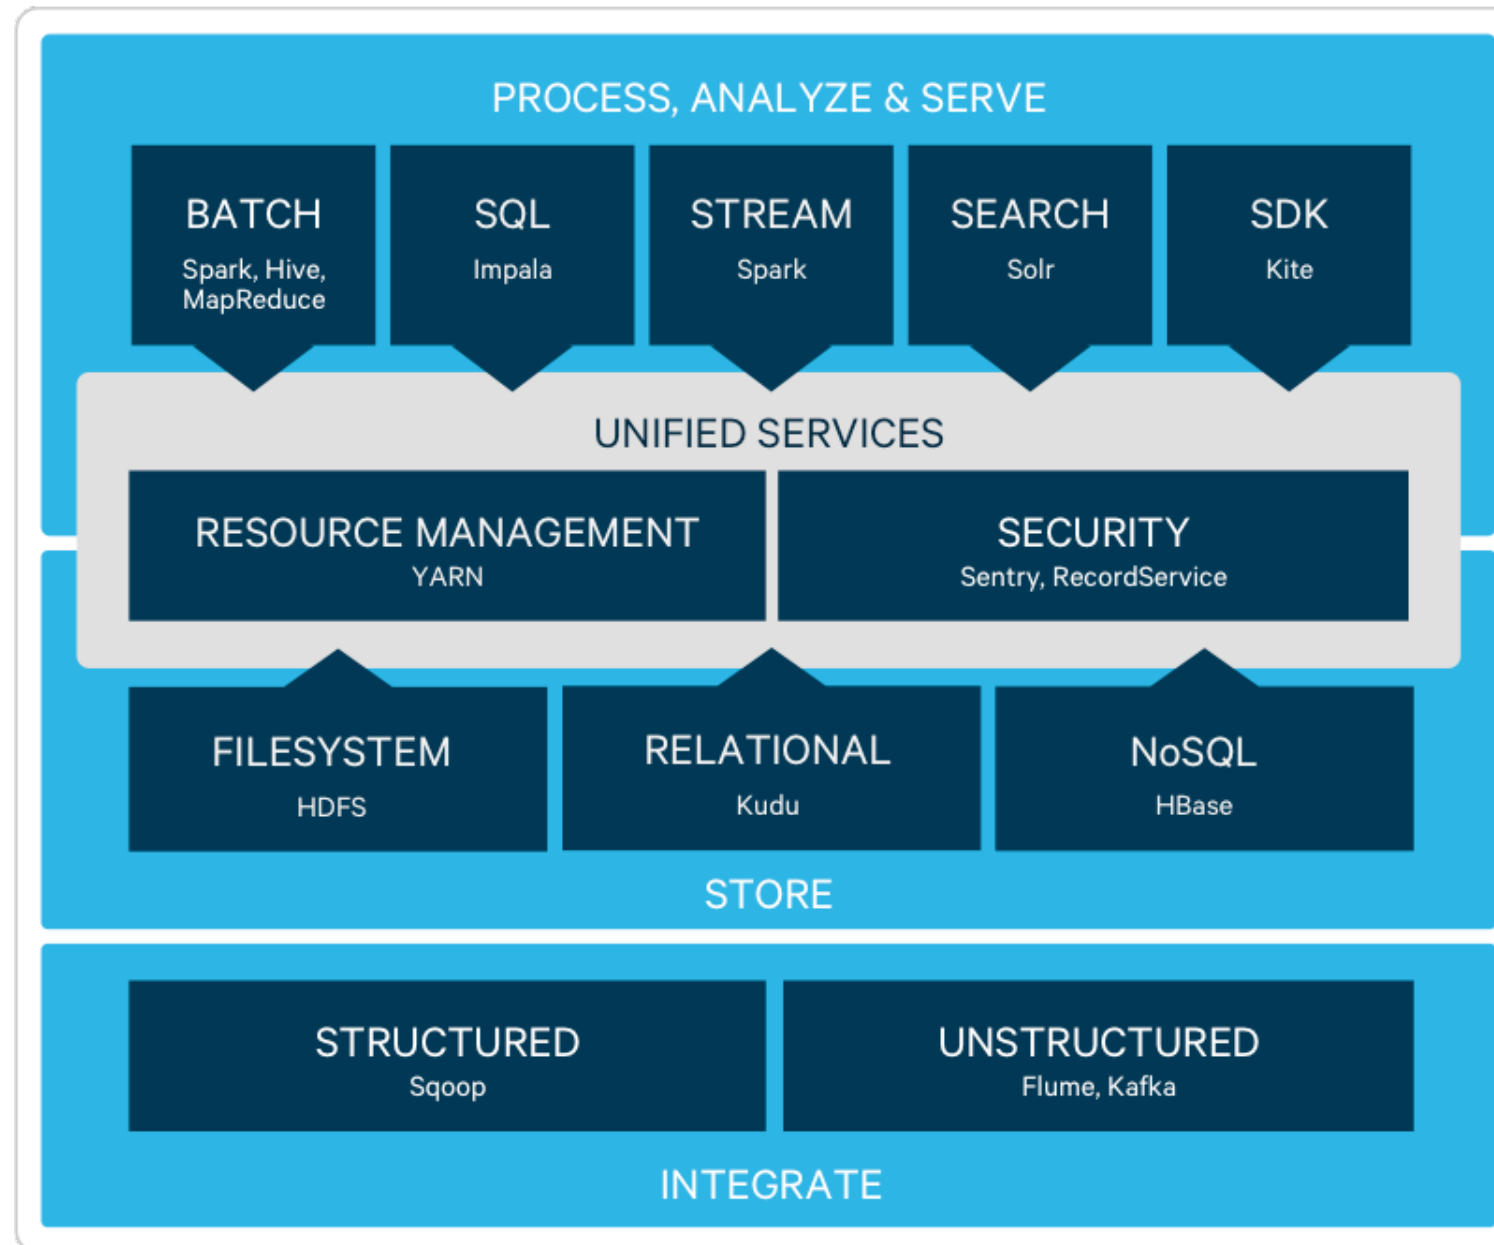 PROCESS, ANALYZE & SERVE
BATCH
Spark, Hive,
MapReduce
SQL
Impala
STREAM
Spark
SEARCH
Solr
SDK
Kite
UNIFIED SERVICES
RESOURCE MANAGEMENT
YARN
SECURITY
Sentry, RecordService
FILESYSTEM
HDFS
RELATIONAL
Kudu
NoSQL
HBase
STORE
STRUCTURED
Sqoop
UNSTRUCTURED
Flume, Kafka
INTEGRATE